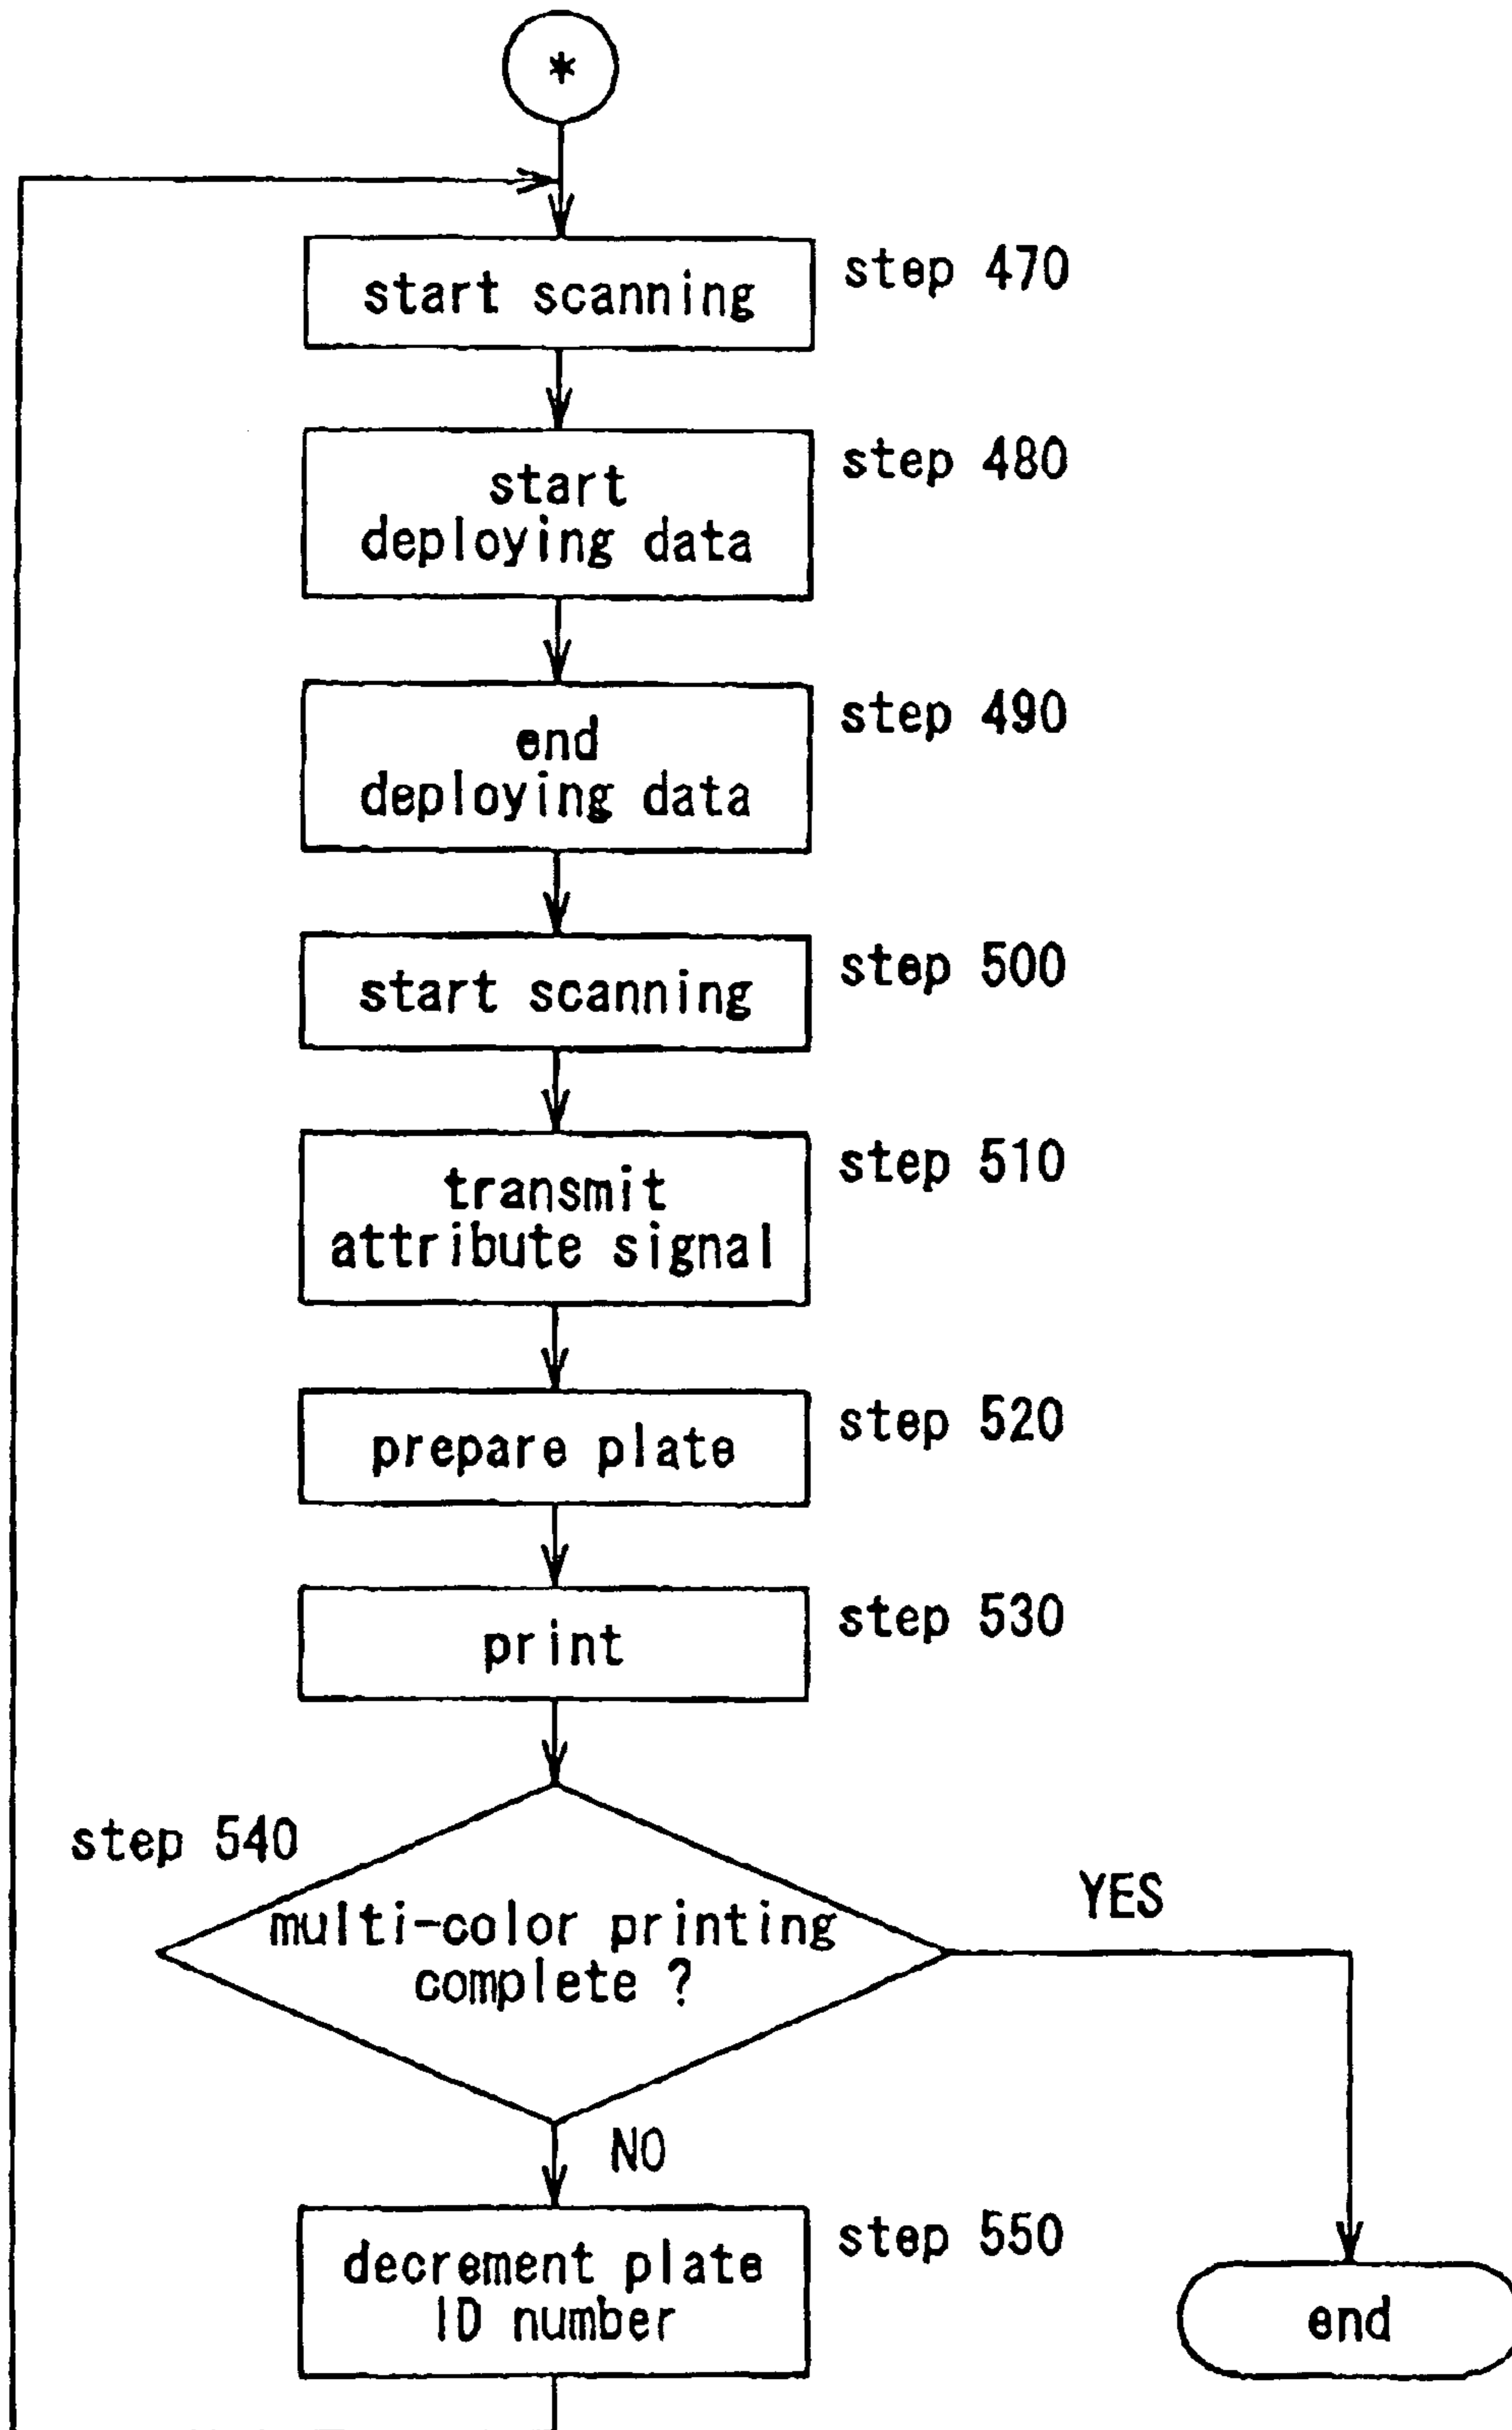 *
start scanning
step 470
start
deploying data
step 480
end
deploying data
step 490
start scanning
step 500
transmit
attribute signal
step 510
prepare plate
step 520
print
step 530
step 540
multi-color printing
complete ?
YES
NO
decrement plate
ID number
step 550
end